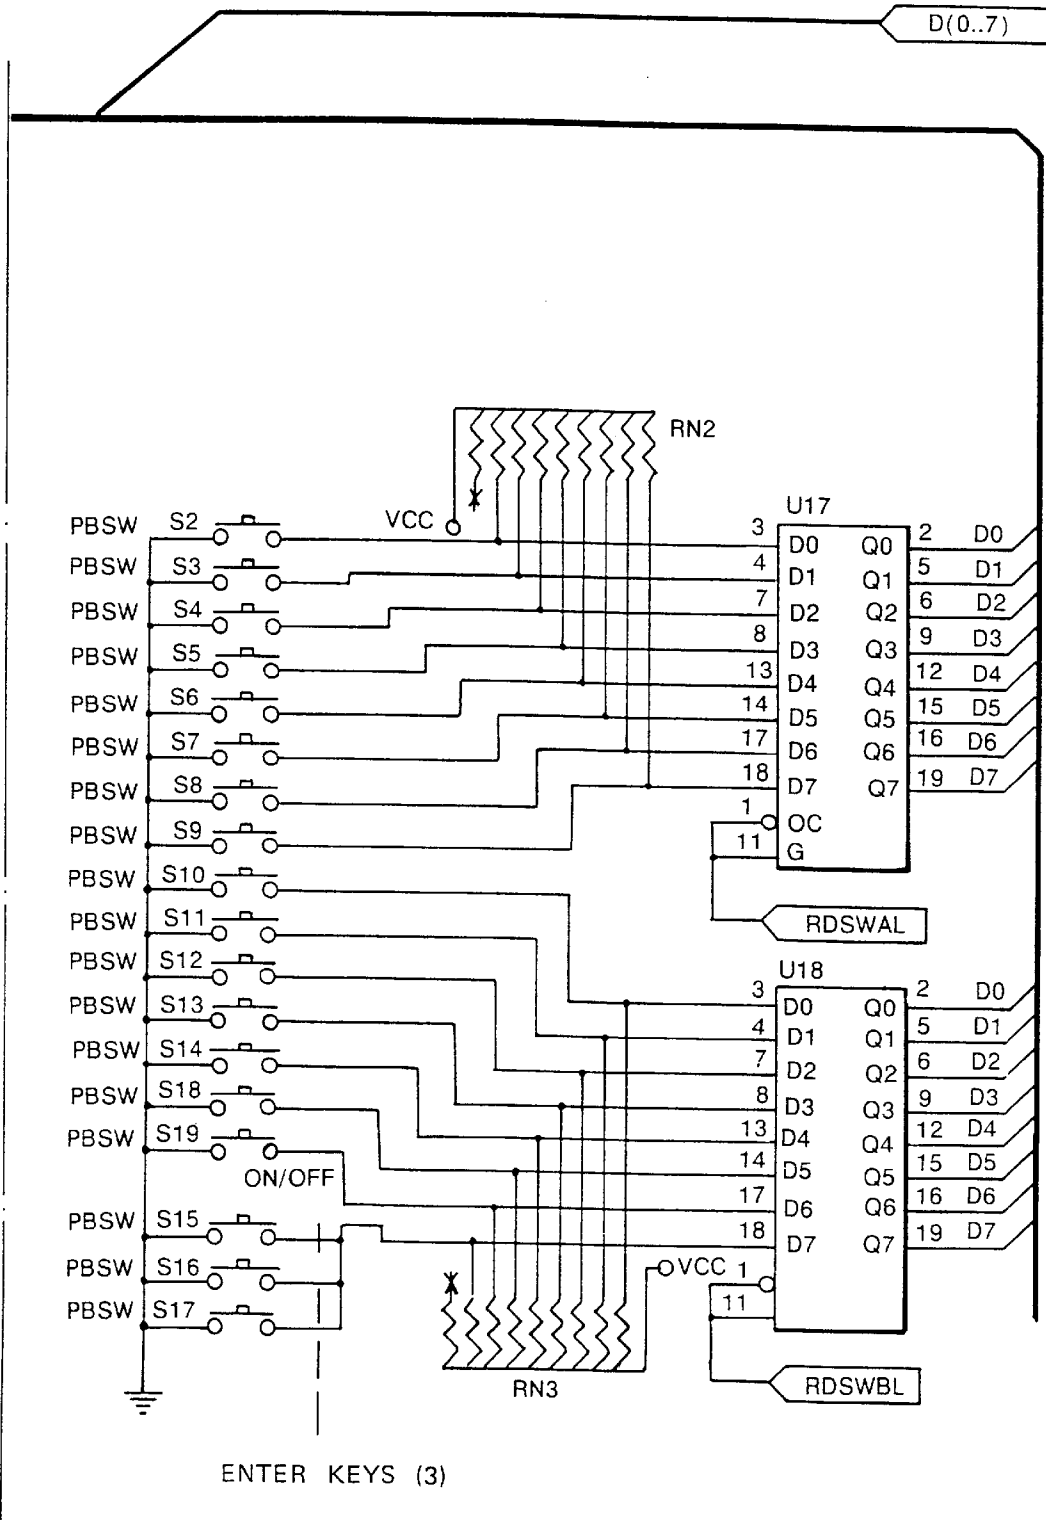 D(0..7)
RN2
VCC
U17
PBSW S2
PBSW S3
PBSW S4
PBSW S5
PBSW S6
PBSW S7
PBSW S8
PBSW S9
PBSW S10
PBSW S11
PBSW S12
PBSW S13
PBSW S14
PBSW S18
PBSW S19
ON/OFF
PBSW S15
PBSW S16
PBSW S17
3 D0 Q0 2 D0
4 D1 Q1 5 D1
7 D2 Q2 6 D2
8 D3 Q3 9 D3
13 D4 Q4 12 D4
14 D5 Q5 15 D5
17 D6 Q6 16 D6
18 D7 Q7 19 D7
1 OC
11 G
RDSWAL
U18
3 D0 Q0 2 D0
4 D1 Q1 5 D1
7 D2 Q2 6 D2
8 D3 Q3 9 D3
13 D4 Q4 12 D4
14 D5 Q5 15 D5
17 D6 Q6 16 D6
18 D7 Q7 19 D7
VCC 1
11
RN3
RDSWBL
ENTER KEYS (3)